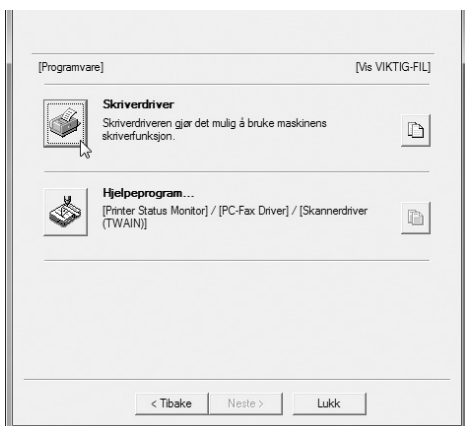 [Programvare] [Vis VIKTIG-FIL]
Skriverdriver
Skriverdriveren gjør det mulig å bruke maskinens
skriverfunksjon.
Hjelpeprogram...
[Printer Status Monitor] / [PC-Fax Driver] / [Skannerdriver
(TWAIN)]
< Tibake Neste > Lukk